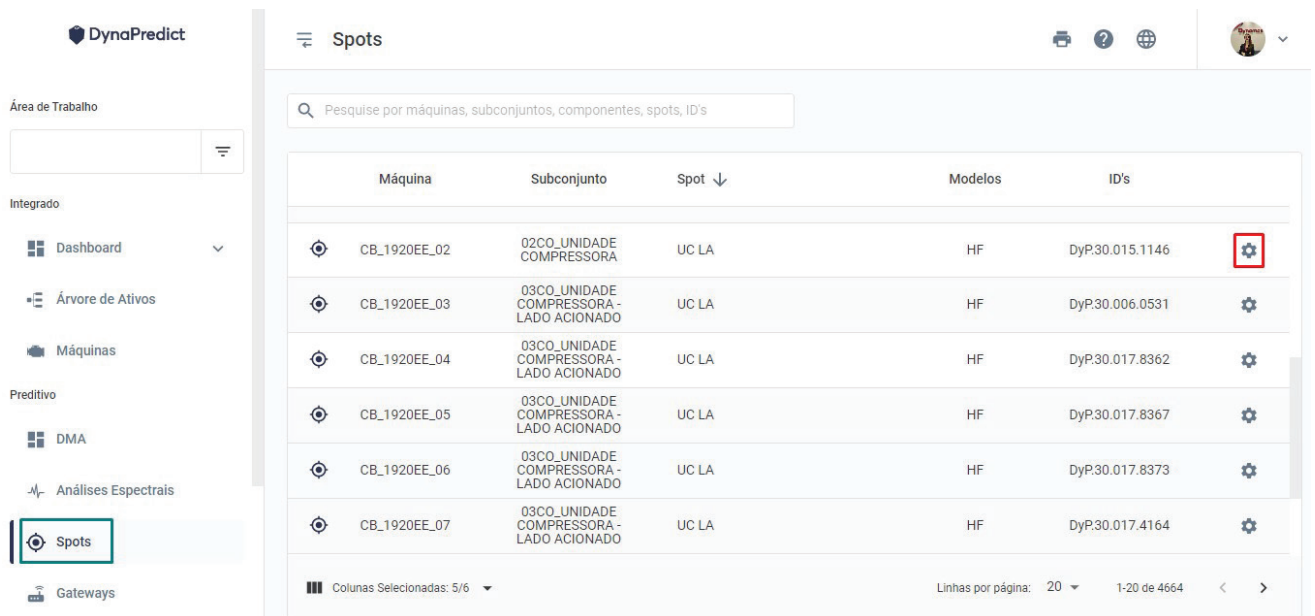 DynaPredict
Área de Trabalho
Integrado
Dashboard
Árvore de Ativos
Máquinas
Preditivo
DMA
Análises Espectrais
Spots
Gateways
Spots
Pesquise por máquinas, subconjuntos, componentes, spots, ID's
Máquina Subconjunto Spot Modelos ID's
CB_1920EE_02 02CO_UNIDADE COMPRESSORA UC LA HF DyP.30.015.1146
CB_1920EE_03 03CO_UNIDADE COMPRESSORA - LADO ACIONADO UC LA HF DyP.30.006.0531
CB_1920EE_04 03CO_UNIDADE COMPRESSORA - LADO ACIONADO UC LA HF DyP.30.017.8362
CB_1920EE_05 03CO_UNIDADE COMPRESSORA - LADO ACIONADO UC LA HF DyP.30.017.8367
CB_1920EE_06 03CO_UNIDADE COMPRESSORA - LADO ACIONADO UC LA HF DyP.30.017.8373
CB_1920EE_07 03CO_UNIDADE COMPRESSORA - LADO ACIONADO UC LA HF DyP.30.017.4164
Colunas Selecionadas: 5/6 Linhas por página: 20 1-20 de 4664